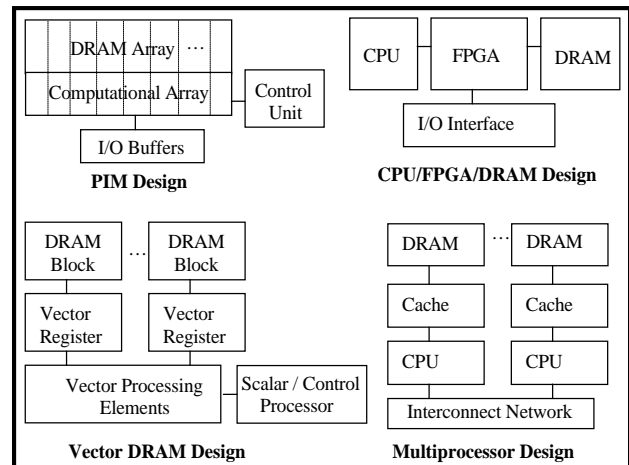 DRAM Array ...
Computational Array
Control
Unit
I/O Buffers
PIM Design
CPU
FPGA
DRAM
I/O Interface
CPU/FPGA/DRAM Design
DRAM
Block
...
DRAM
Block
Vector
Register
Vector
Register
Vector Processing
Elements
Scalar / Control
Processor
Vector DRAM Design
DRAM
...
DRAM
Cache
Cache
CPU
CPU
Interconnect Network
Multiprocessor Design